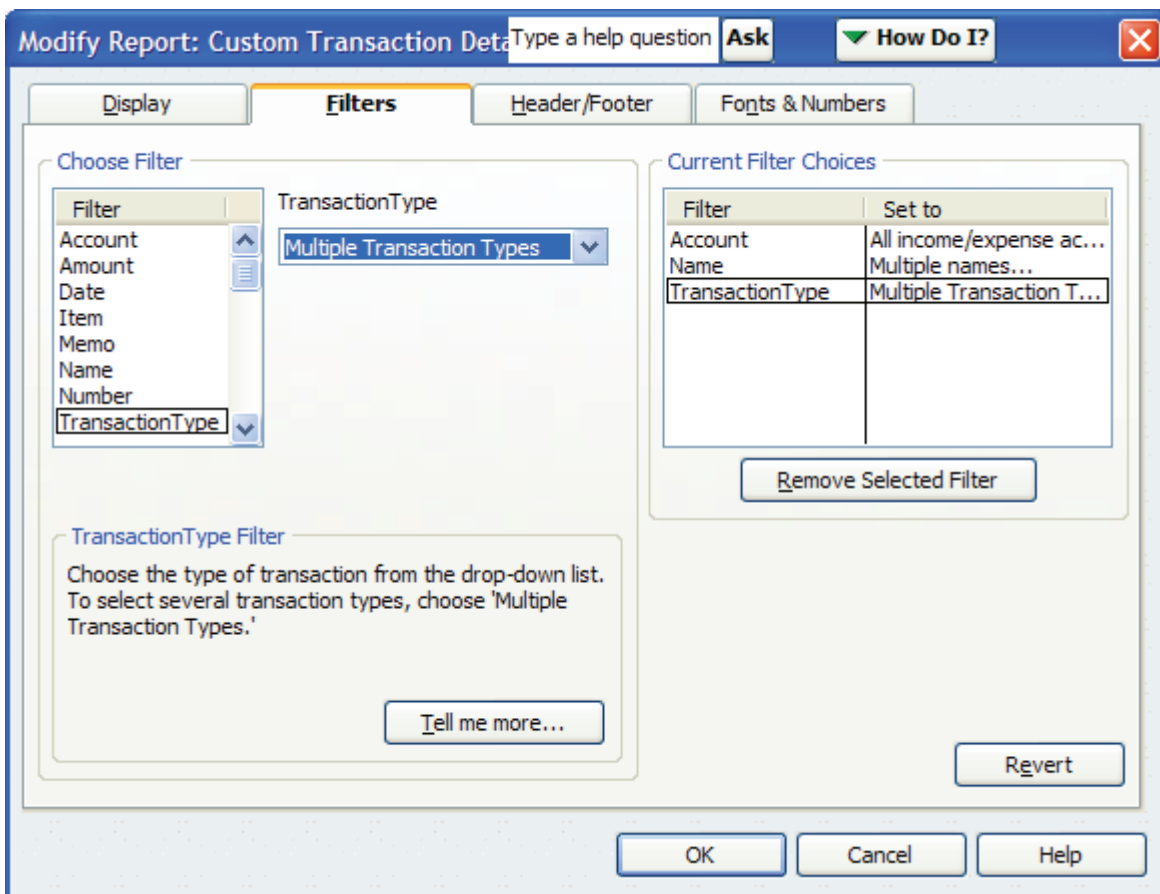 Modify Report: Custom Transaction Deta
Type a help question Ask
How Do I?
Display
Filters
Header/Footer
Fonts & Numbers
Choose Filter
Filter
Account
Amount
Date
Item
Memo
Name
Number
TransactionType
TransactionType
Multiple Transaction Types
TransactionType Filter
Choose the type of transaction from the drop-down list.
To select several transaction types, choose 'Multiple
Transaction Types.'
Tell me more...
Current Filter Choices
Filter Set to
Account All income/expense ac...
Name Multiple names...
TransactionType Multiple Transaction T...
Remove Selected Filter
Revert
OK
Cancel
Help